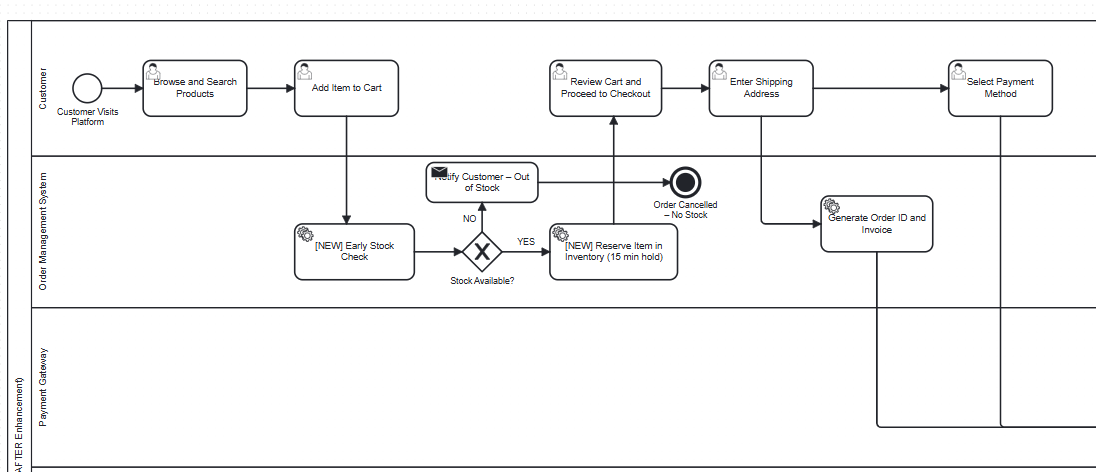 Customer
Customer Visits
Platform
Browse and Search
Products
Add Item to Cart
Review Cart and
Proceed to Checkout
Enter Shipping
Address
Select Payment
Method
Order Management System
Notify Customer – Out
of Stock
Order Cancelled
– No Stock
NO
[NEW] Early Stock
Check
YES
Stock Available?
[NEW] Reserve Item in
Inventory (15 min hold)
Generate Order ID and
Invoice
Payment Gateway
AFTER Enhancement)